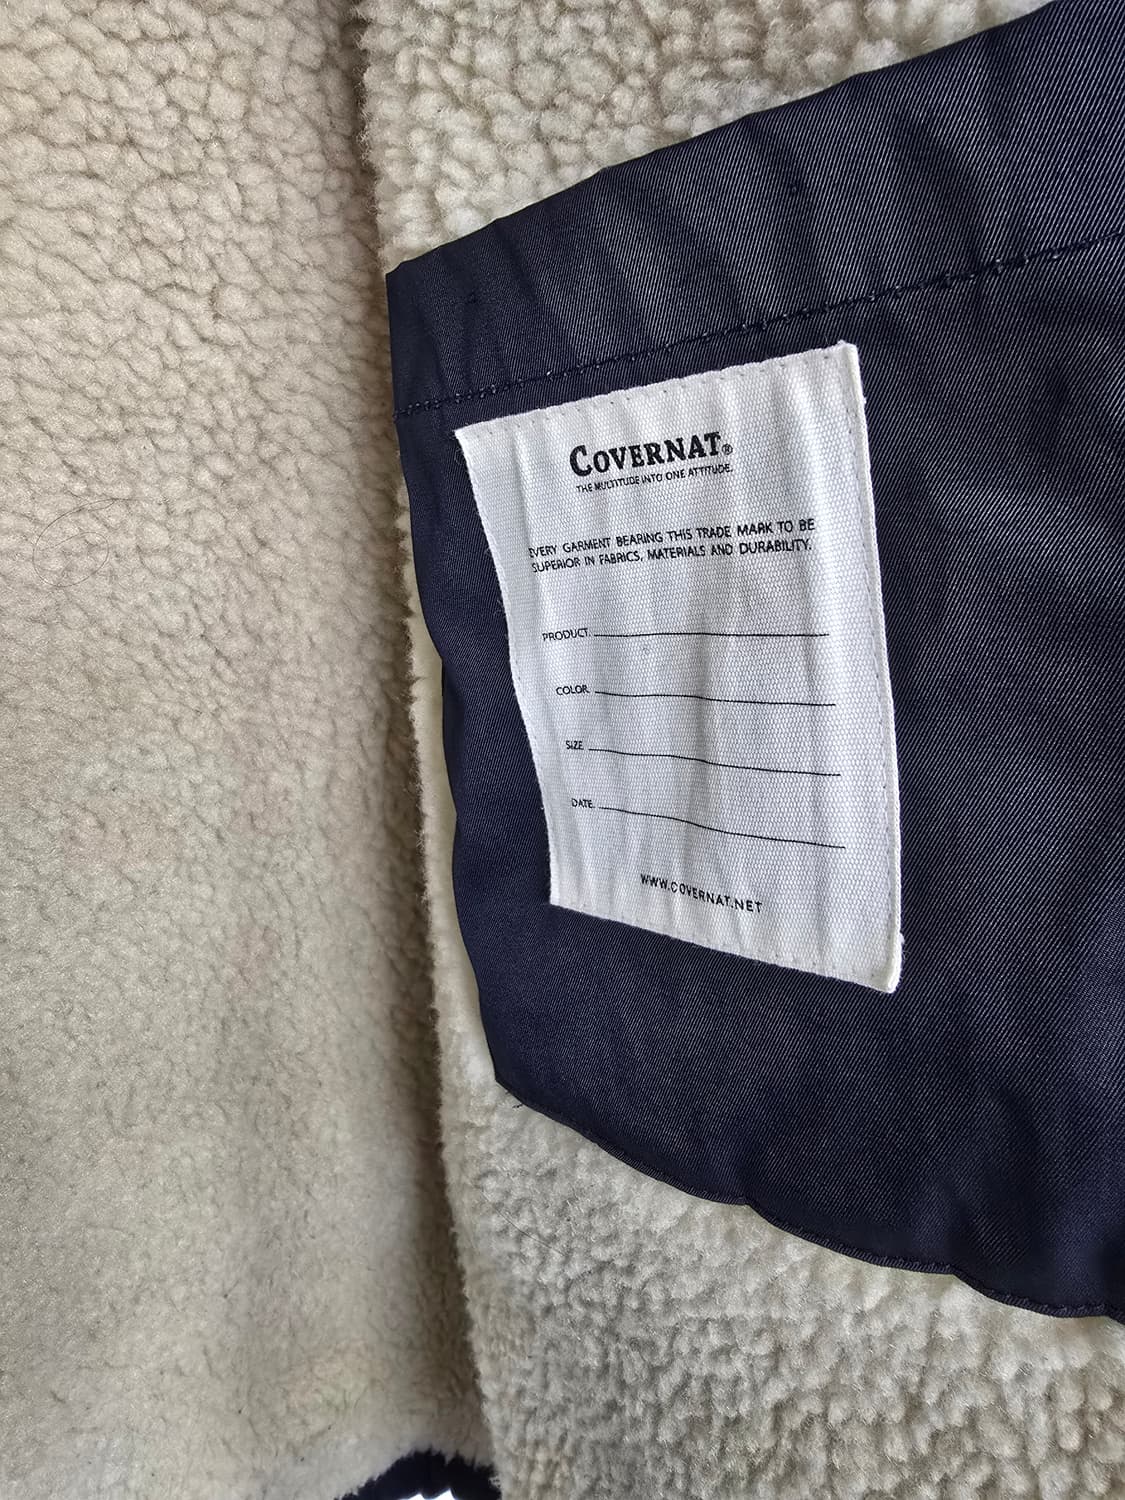 COVERNAT®
THE MULTITUDE INTO ONE ATTITUDE.
EVERY GARMENT BEARING THIS TRADE MARK TO BE
SUPERIOR IN FABRICS, MATERIALS AND DURABILITY.
PRODUCT.
COLOR.
SIZE.
DATE.
WWW.COVERNAT.NET